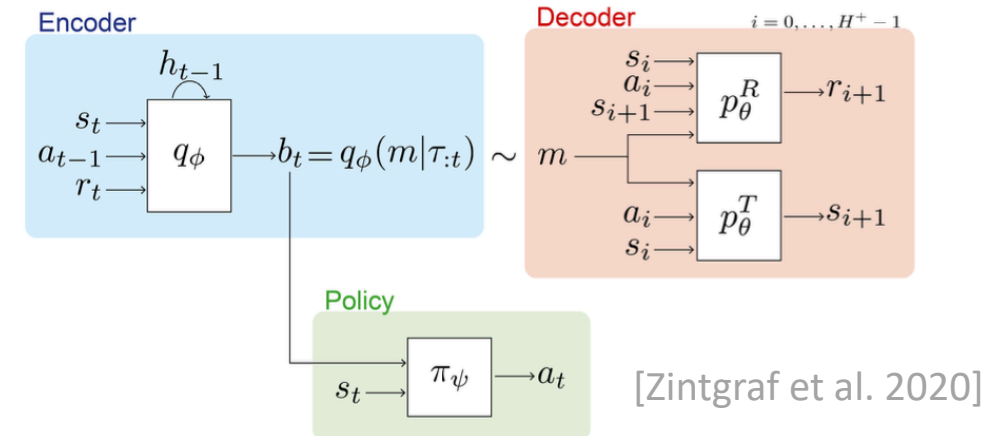 Encoder
h_{t-1}
s_t
a_{t-1}
r_t
q_ϕ
b_t = q_ϕ(m|τ_{:t}) ∼ m
Decoder
i = 0, . . . , H^+ − 1
s_i
a_i
s_{i+1}
p_θ^R
r_{i+1}
a_i
s_i
p_θ^T
s_{i+1}
Policy
s_t
π_ψ
a_t
[Zintgraf et al. 2020]